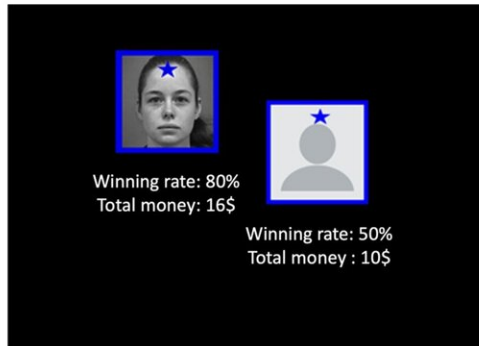 Winning rate: 80%
Total money: 16$
Winning rate: 50%
Total money : 10$